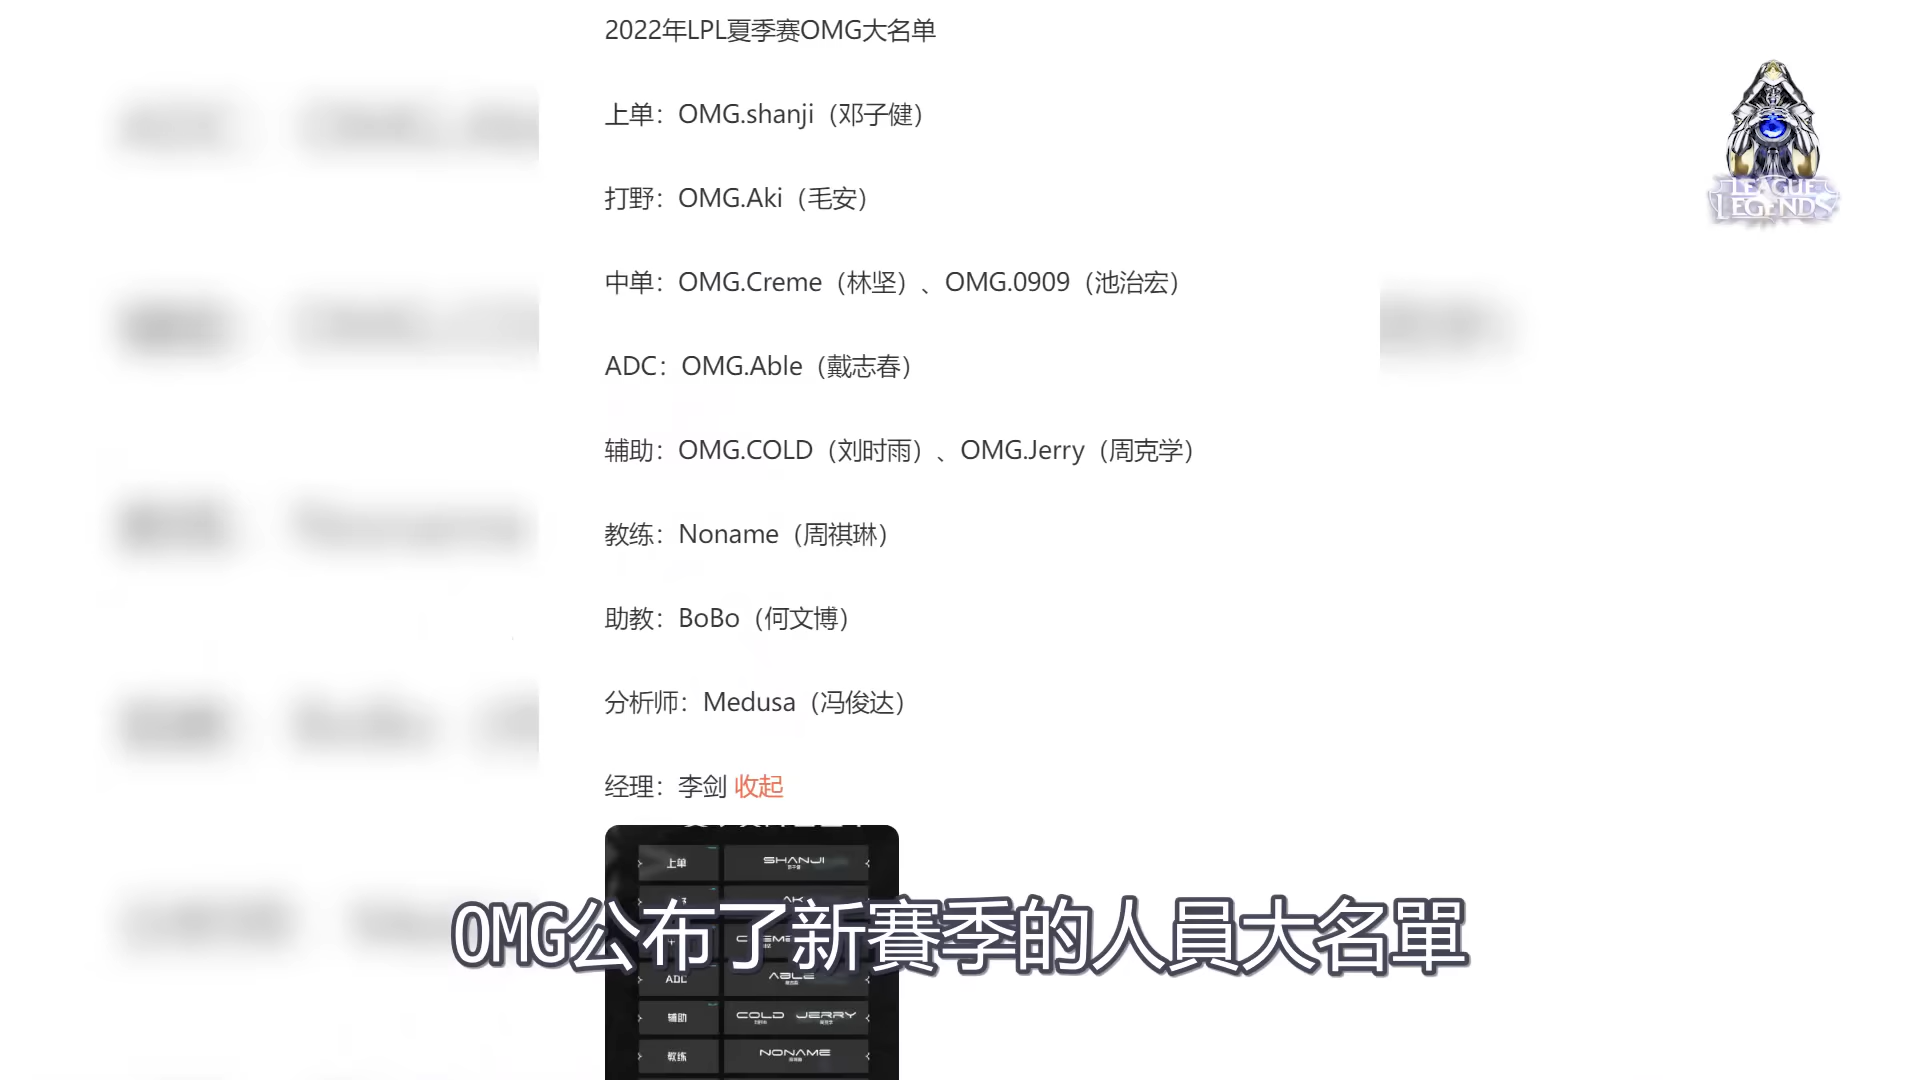 2022年LPL夏季赛OMG大名单
LEAGUE
LEGENDS
上单：OMG.shanji（邓子健）
打野：OMG.Aki（毛安）
中单：OMG.Creme（林坚）、OMG.0909（池治宏）
ADC：OMG.Able（戴志春）
辅助：OMG.COLD（刘时雨）、OMG.Jerry（周克学）
教练：Noname（周祺琳）
助教：BoBo（何文博）
分析师：Medusa（冯俊达）
经理：李剑 收起
上单 SHANJI
OMG公布了新賽季的人員大名單
ADC ABLE
辅助 COLD JERRY
教练 NONAME